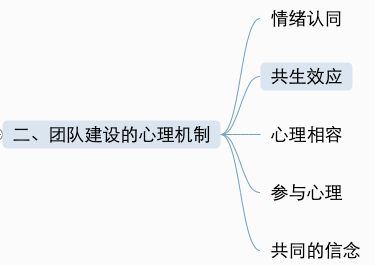 情绪认同
共生效应
二、团队建设的心理机制
心理相容
参与心理
共同的信念